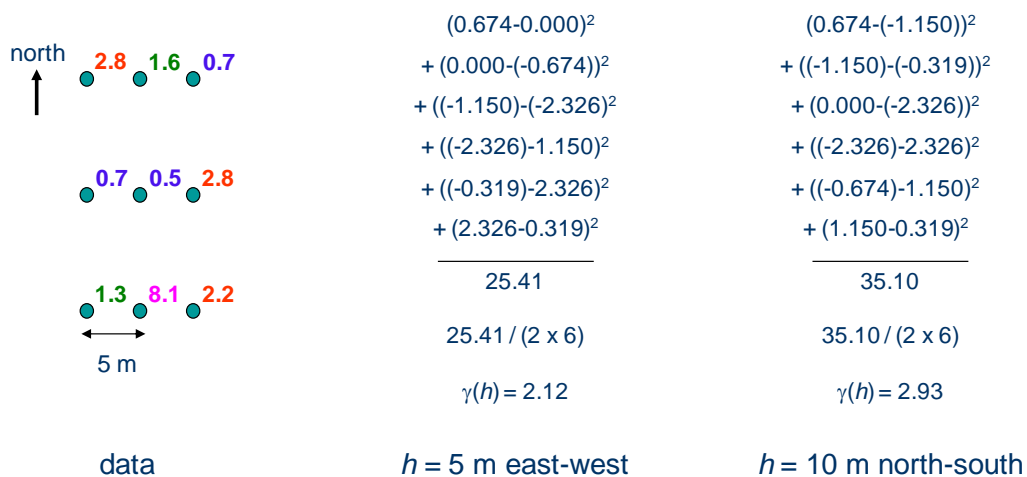 north
2.8 1.6 0.7
0.7 0.5 2.8
1.3 8.1 2.2
5 m
data
(0.674-0.000)²
+ (0.000-(-0.674))²
+ ((-1.150)-(-2.326)²
+ ((-2.326)-1.150)²
+ ((-0.319)-2.326)²
+ (2.326-0.319)²
25.41
25.41 / (2 x 6)
γ(h) = 2.12
h = 5 m east-west
(0.674-(-1.150))²
+ ((-1.150)-(-0.319))²
+ (0.000-(-2.326))²
+ ((-2.326)-2.326)²
+ ((-0.674)-1.150)²
+ (1.150-0.319)²
35.10
35.10 / (2 x 6)
γ(h) = 2.93
h = 10 m north-south